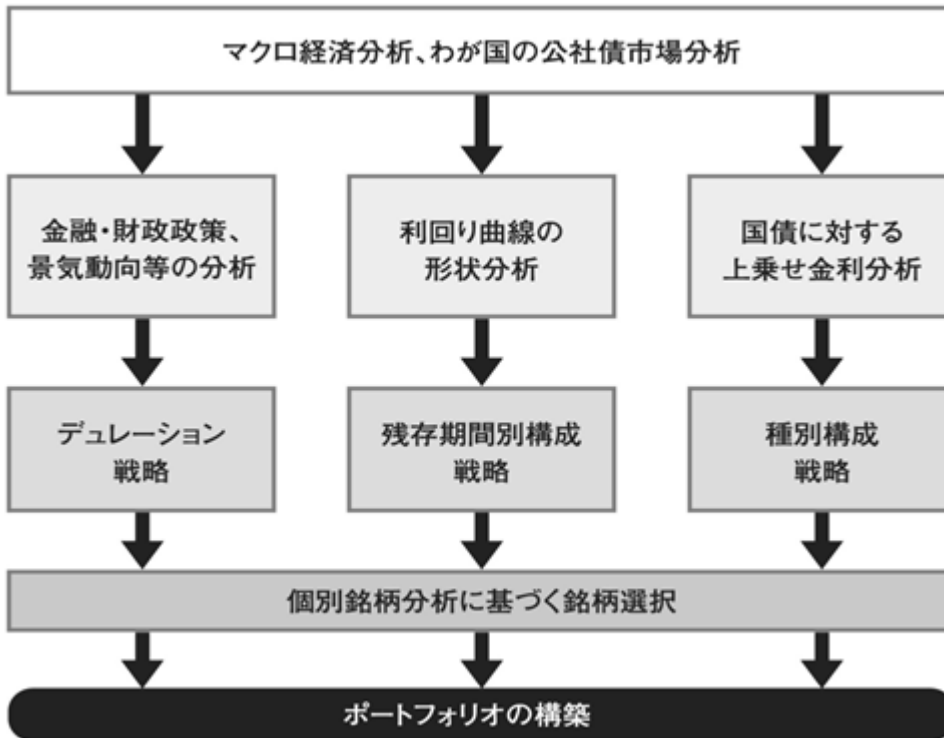 マクロ経済分析、わが国の公社債市場分析
金融・財政政策、
景気動向等の分析
利回り曲線の
形状分析
国債に対する
上乗せ金利分析
デュレーション
戦略
残存期間別構成
戦略
種別構成
戦略
個別銘柄分析に基づく銘柄選択
ポートフォリオの構築